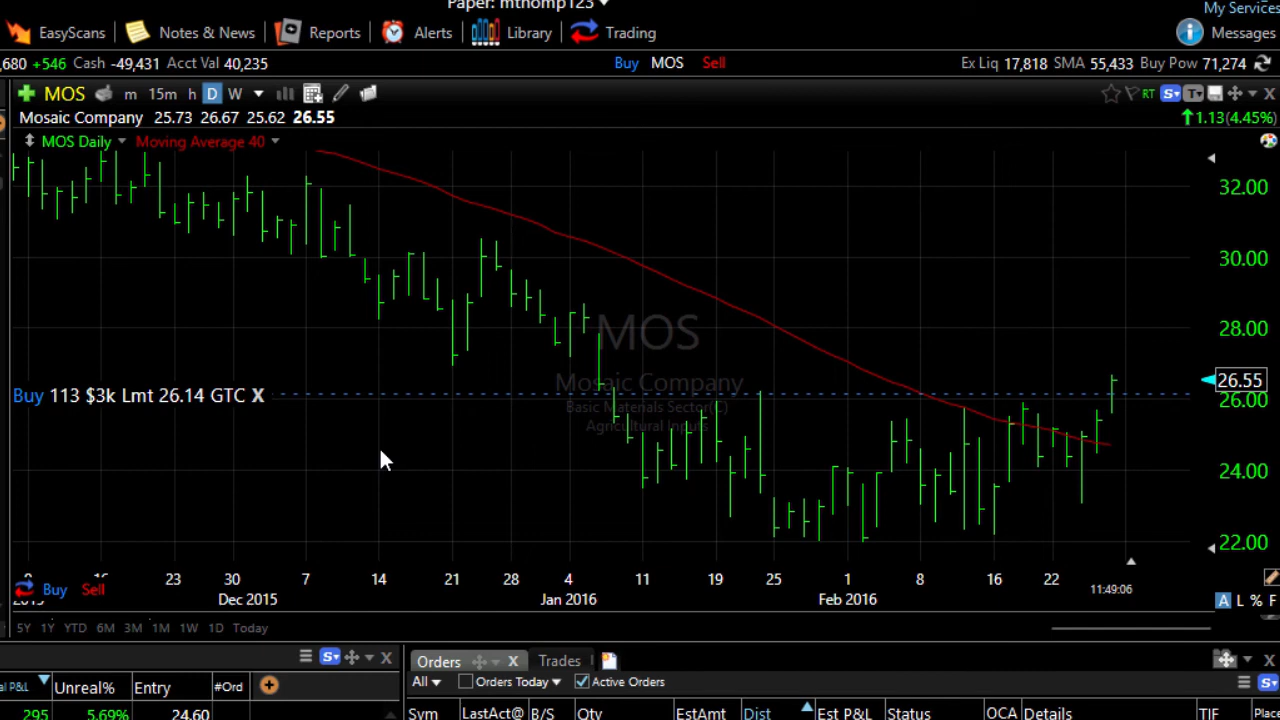 Paper: mthomp123
My Services
EasyScans Notes & News Reports Alerts Library Trading Messages
,680 +546 Cash -49,431 Acct Val 40,235 Buy MOS Sell Ex Liq 17,818 SMA 55,433 Buy Pow 71,274
MOS m 15m h D W RT S T
Mosaic Company 25.73 26.67 25.62 26.55 1.13(4.45%)
MOS Daily Moving Average 40
32.00
30.00
28.00
MOS
26.55
Mosaic Company
Buy 113 $3k Lmt 26.14 GTC X
26.00
Basic Materials Sector(C)
Agricultural Inputs
24.00
22.00
23 30 7 14 21 28 4 11 19 25 1 8 16 22
Buy Sell 11:49:06
Dec 2015 Jan 2016 Feb 2016 A L % F
5Y 1Y YTD 6M 3M 1M 1W 1D Today
S Orders X Trades
All Orders Today Active Orders S
al P&L Unreal% Entry #Ord
Sym LastAct@ B/S Qty EstAmt Dist Est P&L Status OCA Details TIF Place
295 5.69% 24.60